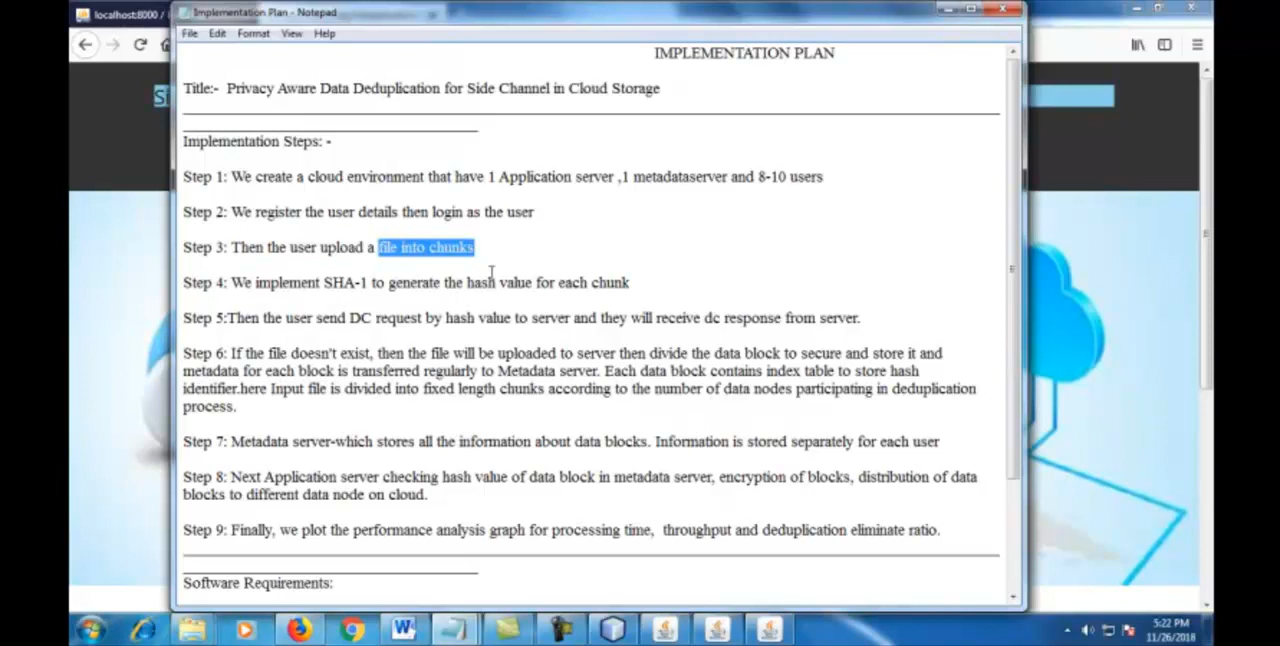 localhost:8000 /
Implementation Plan - Notepad
File Edit Format View Help
IMPLEMENTATION PLAN
Title:- Privacy Aware Data Deduplication for Side Channel in Cloud Storage
Implementation Steps: -
Step 1: We create a cloud environment that have 1 Application server ,1 metadataserver and 8-10 users
Step 2: We register the user details then login as the user
Step 3: Then the user upload a file into chunks
Step 4: We implement SHA-1 to generate the hash value for each chunk
Step 5:Then the user send DC request by hash value to server and they will receive dc response from server.
Step 6: If the file doesn't exist, then the file will be uploaded to server then divide the data block to secure and store it and
metadata for each block is transferred regularly to Metadata server. Each data block contains index table to store hash
identifier.here Input file is divided into fixed length chunks according to the number of data nodes participating in deduplication
process.
Step 7: Metadata server-which stores all the information about data blocks. Information is stored separately for each user
Step 8: Next Application server checking hash value of data block in metadata server, encryption of blocks, distribution of data
blocks to different data node on cloud.
Step 9: Finally, we plot the performance analysis graph for processing time, throughput and deduplication eliminate ratio.
Software Requirements:
5:22 PM
11/26/2018